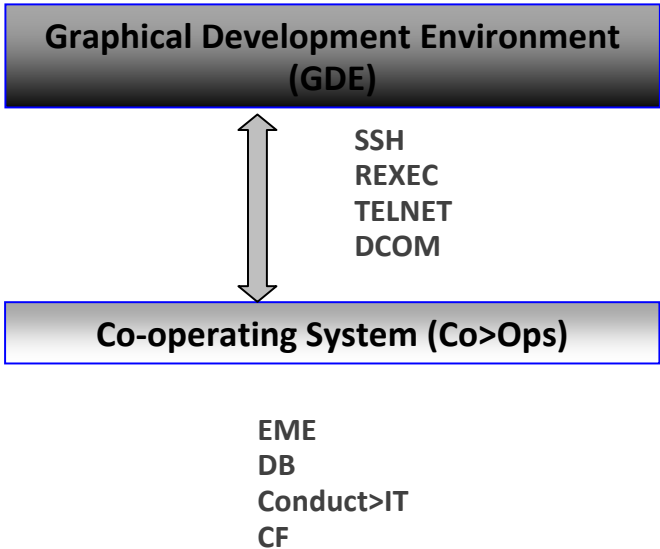 Graphical Development Environment
(GDE)
SSH
REXEC
TELNET
DCOM
Co-operating System (Co>Ops)
EME
DB
Conduct>IT
CF